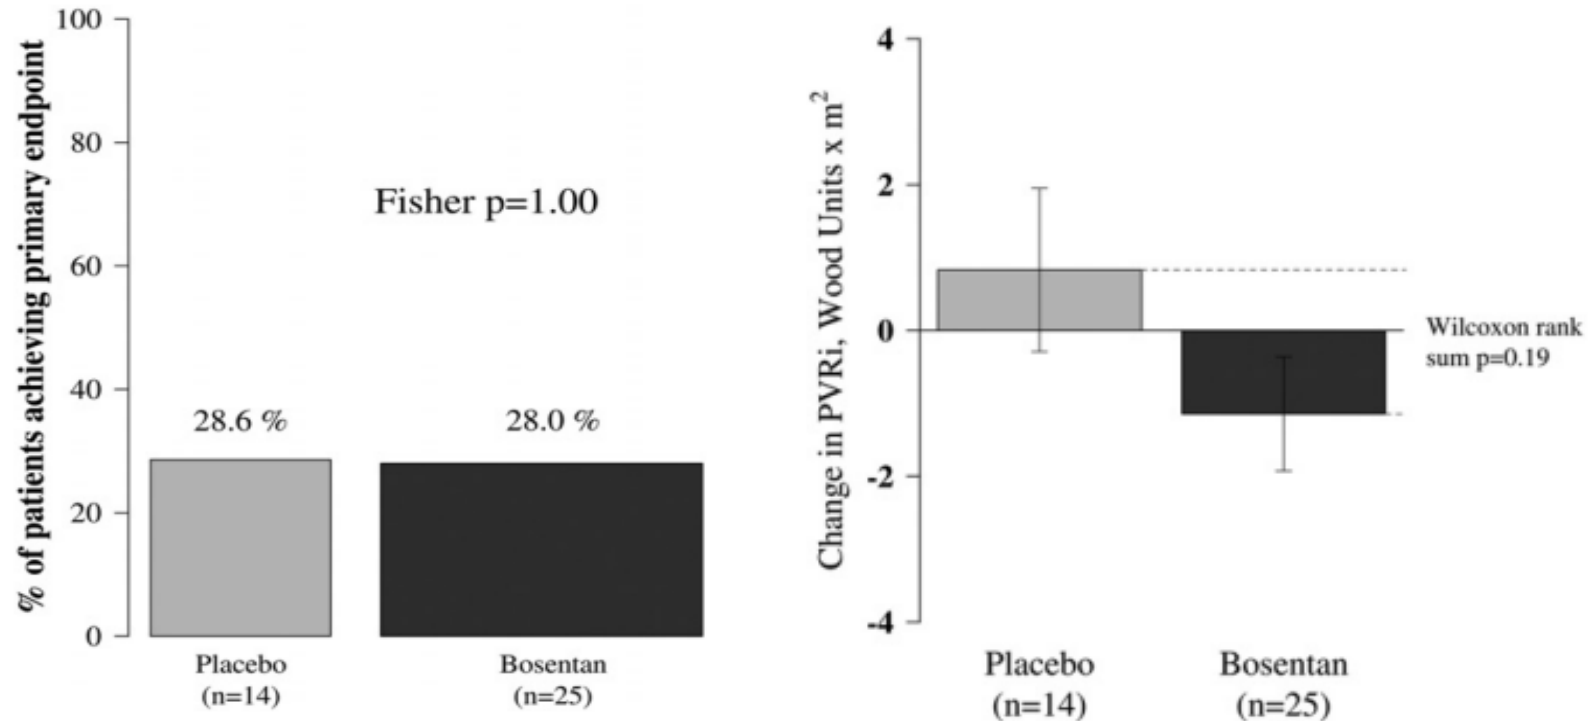 % of patients achieving primary endpoint
100
80
60
40
20
0
Fisher p=1.00
28.6 %
28.0 %
Placebo
(n=14)
Bosentan
(n=25)
Change in PVRi, Wood Units x m²
4
2
0
-2
-4
Wilcoxon rank
sum p=0.19
Placebo
(n=14)
Bosentan
(n=25)